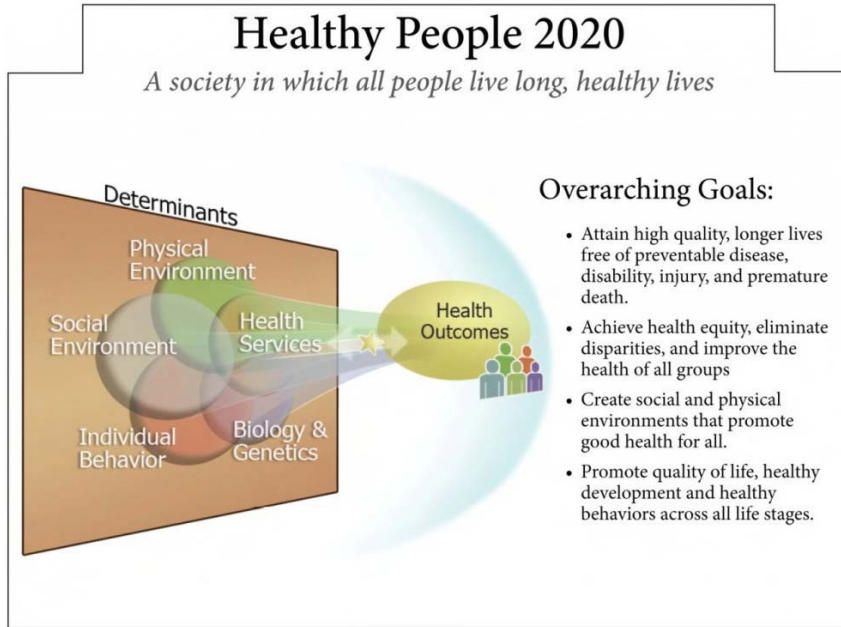 Healthy People 2020
A society in which all people live long, healthy lives
Determinants
Physical
Environment
Social
Environment
Health
Services
Individual
Behavior
Biology &
Genetics
Health
Outcomes
Overarching Goals:
• Attain high quality, longer lives
free of preventable disease,
disability, injury, and premature
death.
• Achieve health equity, eliminate
disparities, and improve the
health of all groups
• Create social and physical
environments that promote
good health for all.
• Promote quality of life, healthy
development and healthy
behaviors across all life stages.